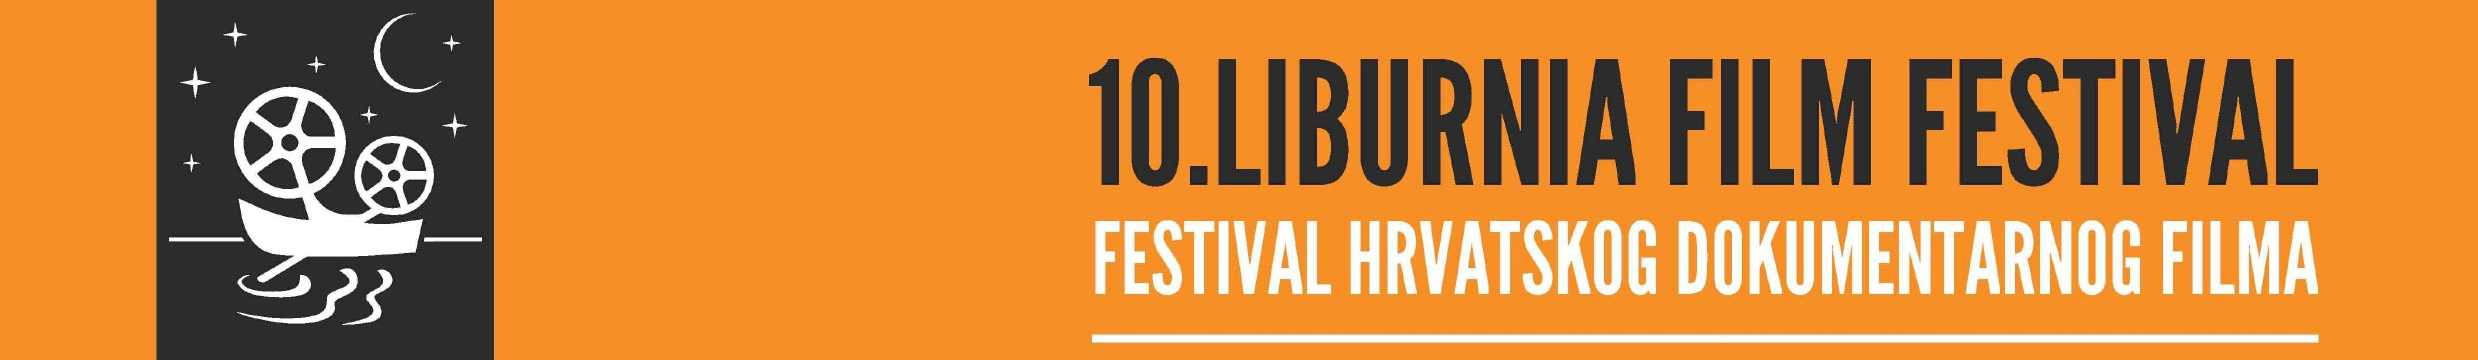 10.LIBURNIA FILM FESTIVAL
FESTIVAL HRVATSKOG DOKUMENTARNOG FILMA